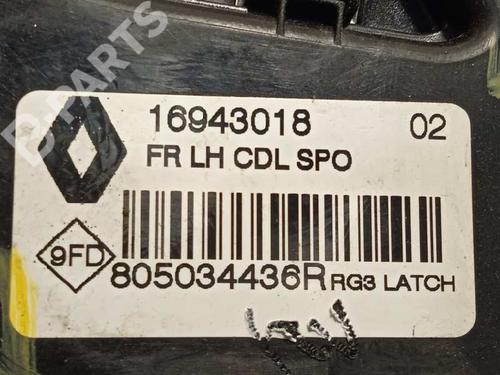 B-PARTS
16943018 02
FR LH CDL SPO
9FD
805034436R RG3 LATCH